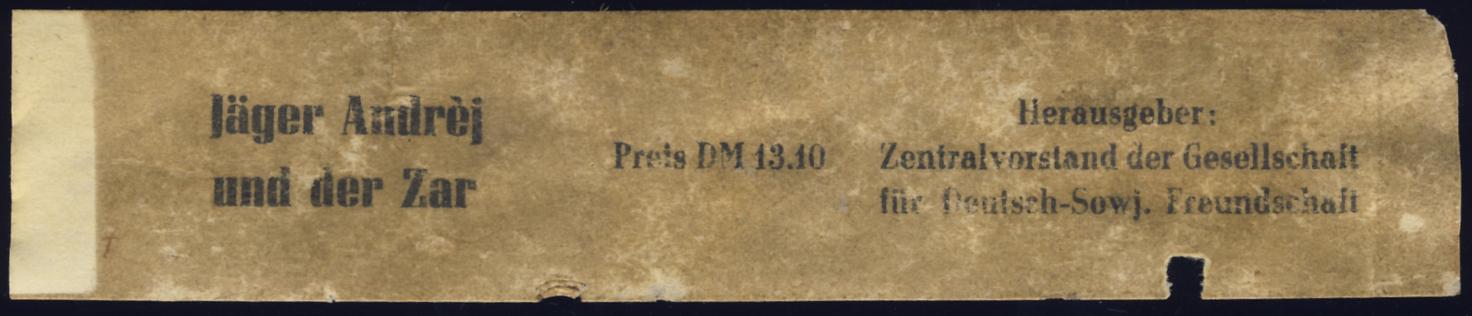 Jäger Andrèj
und der Zar
Preis DM 13.10
Herausgeber:
Zentralvorstand der Gesellschaft
für Deutsch-Sowj. Freundschaft